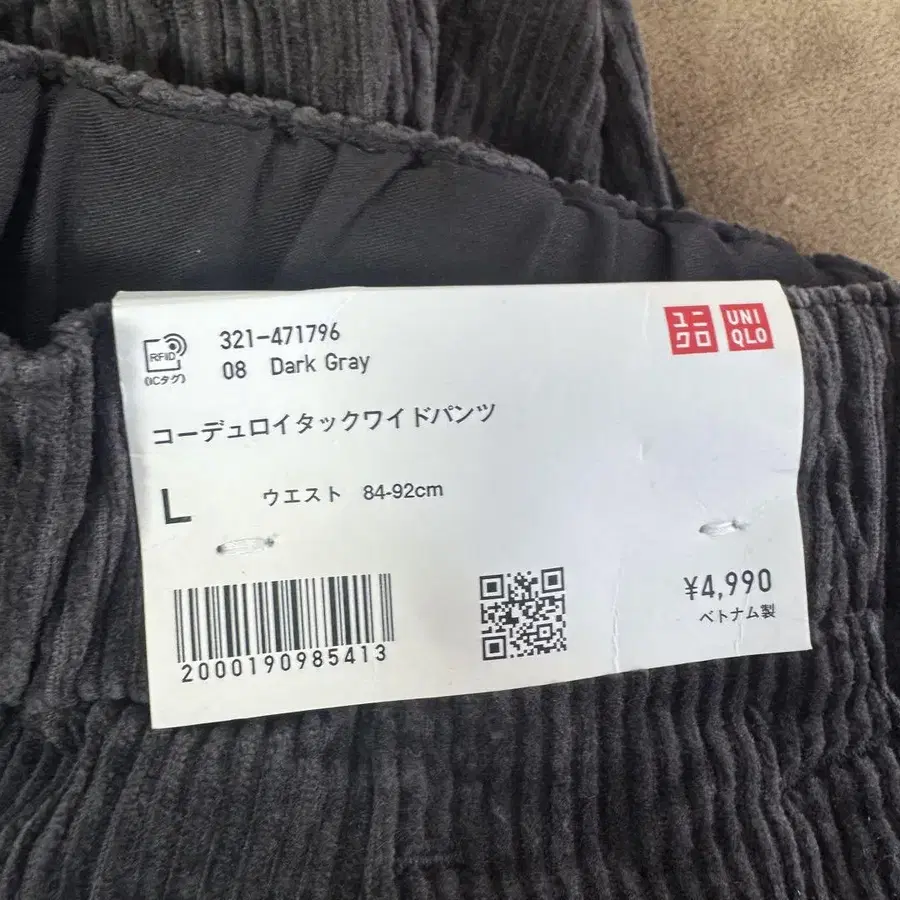 RFID
(ICタグ)
321-471796
08 Dark Gray
ユニクロ
UNIQLO
コーデュロイタックワイドパンツ
L ウエスト 84-92cm
2000190985413
¥4,990
ベトナム製